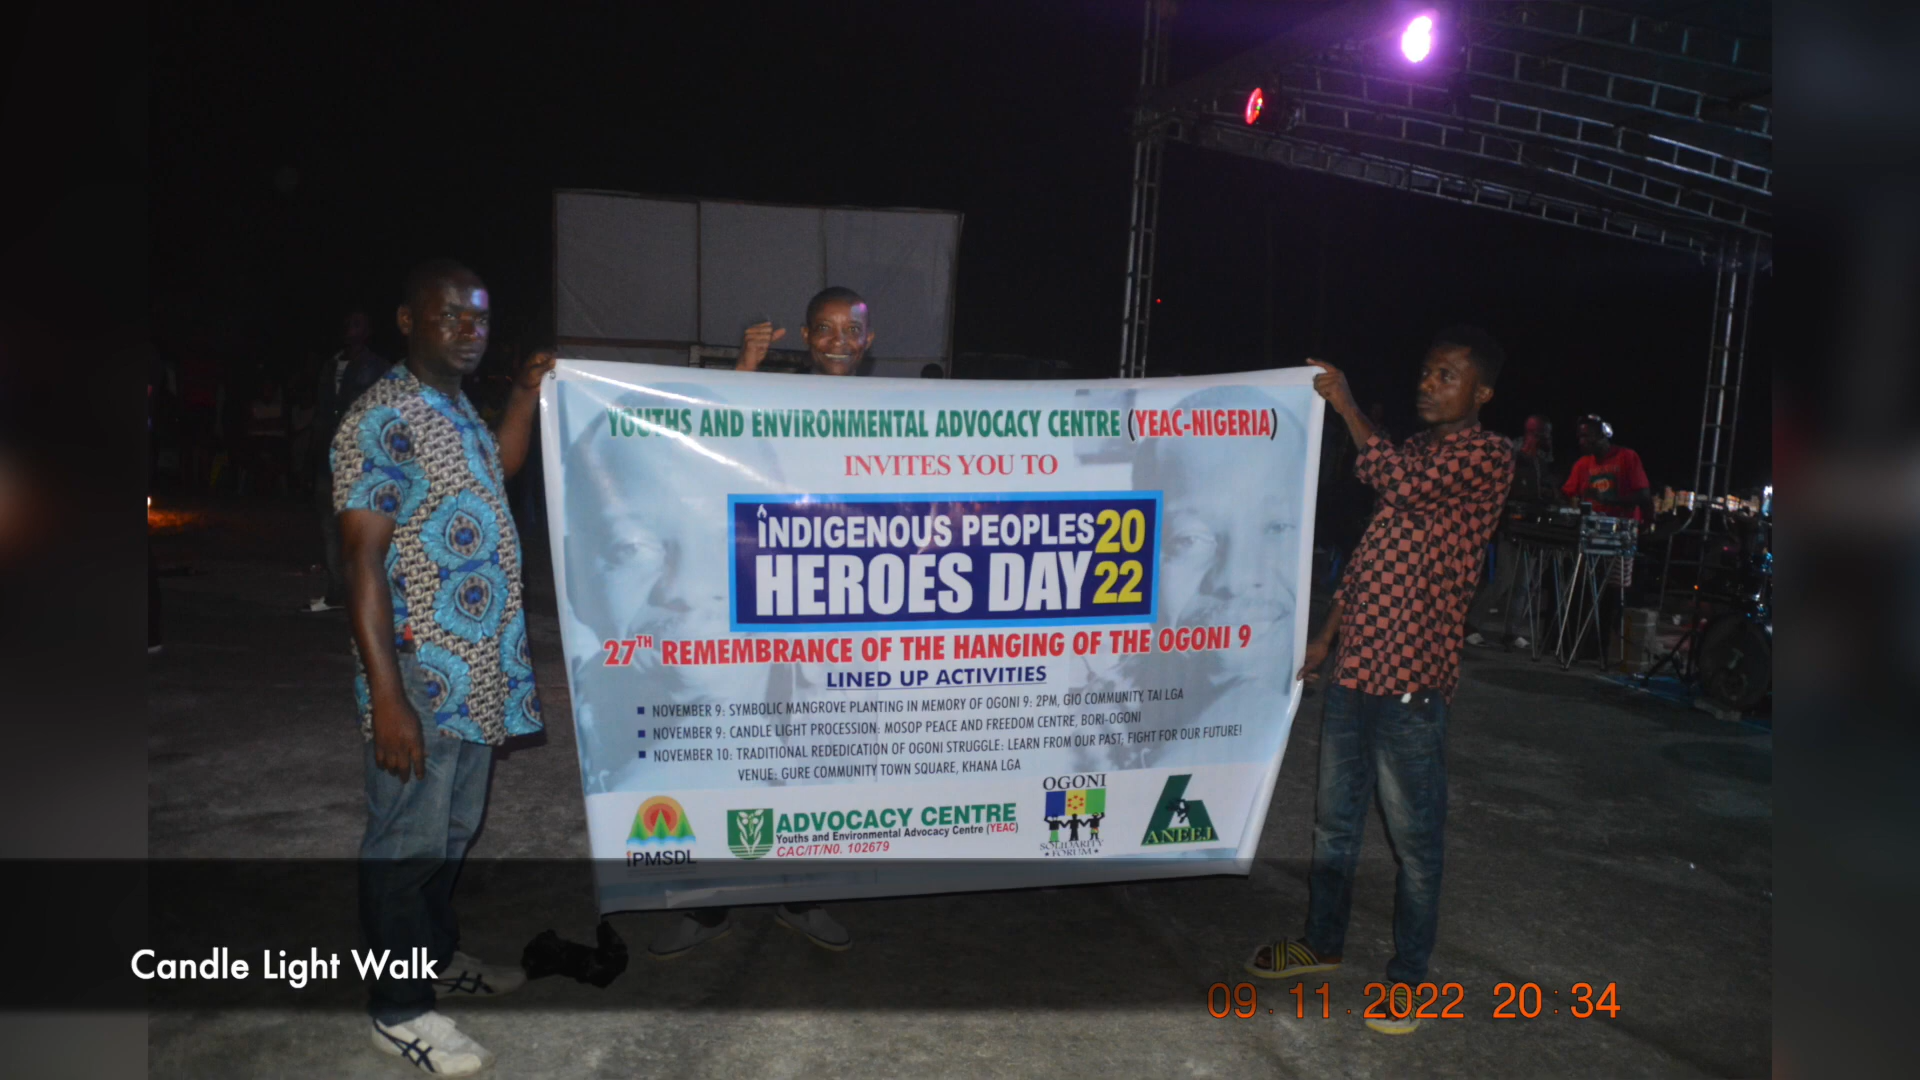 YOUTHS AND ENVIRONMENTAL ADVOCACY CENTRE (YEAC-NIGERIA)
INVITES YOU TO
INDIGENOUS PEOPLES 20
HEROES DAY 22
27TH REMEMBRANCE OF THE HANGING OF THE OGONI 9
LINED UP ACTIVITIES
NOVEMBER 9: SYMBOLIC MANGROVE PLANTING IN MEMORY OF OGONI 9: 2PM, GIO COMMUNITY, TAI LGA
NOVEMBER 9: CANDLE LIGHT PROCESSION: MOSOP PEACE AND FREEDOM CENTRE, BORI-OGONI
NOVEMBER 10: TRADITIONAL REDEDICATION OF OGONI STRUGGLE: LEARN FROM OUR PAST; FIGHT FOR OUR FUTURE!
VENUE: GURE COMMUNITY TOWN SQUARE, KHANA LGA
iPMSDL
ADVOCACY CENTRE
Youths and Environmental Advocacy Centre (YEAC)
CAC/IT/N0. 102679
OGONI
SOLIDARITY
FORUM
ANEEJ
Candle Light Walk
09.11.2022 20:34